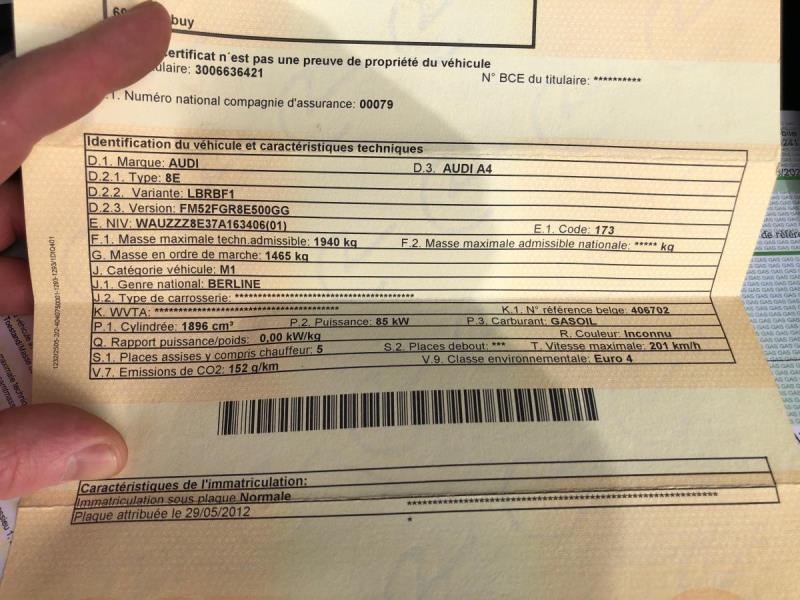 buy
ertificat n´est pas une preuve de propriété du véhicule
ulaire: 3006636421 N° BCE du titulaire: **********
.1. Numéro national compagnie d'assurance: 00079
Identification du véhicule et caractéristiques techniques
D.1. Marque: AUDI D.3. AUDI A4
D.2.1. Type: 8E
D.2.2. Variante: LBRBF1
D.2.3. Version: FM52FGR8E500GG
E. NIV: WAUZZZ8E37A163406(01) E.1. Code: 173
F.1. Masse maximale techn.admissible: 1940 kg F.2. Masse maximale admissible nationale: ***** kg
G. Masse en ordre de marche: 1465 kg
J. Catégorie véhicule: M1
J.1. Genre national: BERLINE
J.2. Type de carrosserie: **************************************
K. WVTA: *************************************** K.1. N° référence belge: 406702
P.1. Cylindrée: 1896 cm³ P.2. Puissance: 85 kW P.3. Carburant: GASOIL
Q. Rapport puissance/poids: 0,00 kW/kg R. Couleur: Inconnu
S.1. Places assises y compris chauffeur: 5 S.2. Places debout: *** T. Vitesse maximale: 201 km/h
V.7. Emissions de CO2: 152 g/km V.9. Classe environnementale: Euro 4
Caractéristiques de l'immatriculation:
Immatriculation sous plaque Normale
Plaque attribuée le 29/05/2012